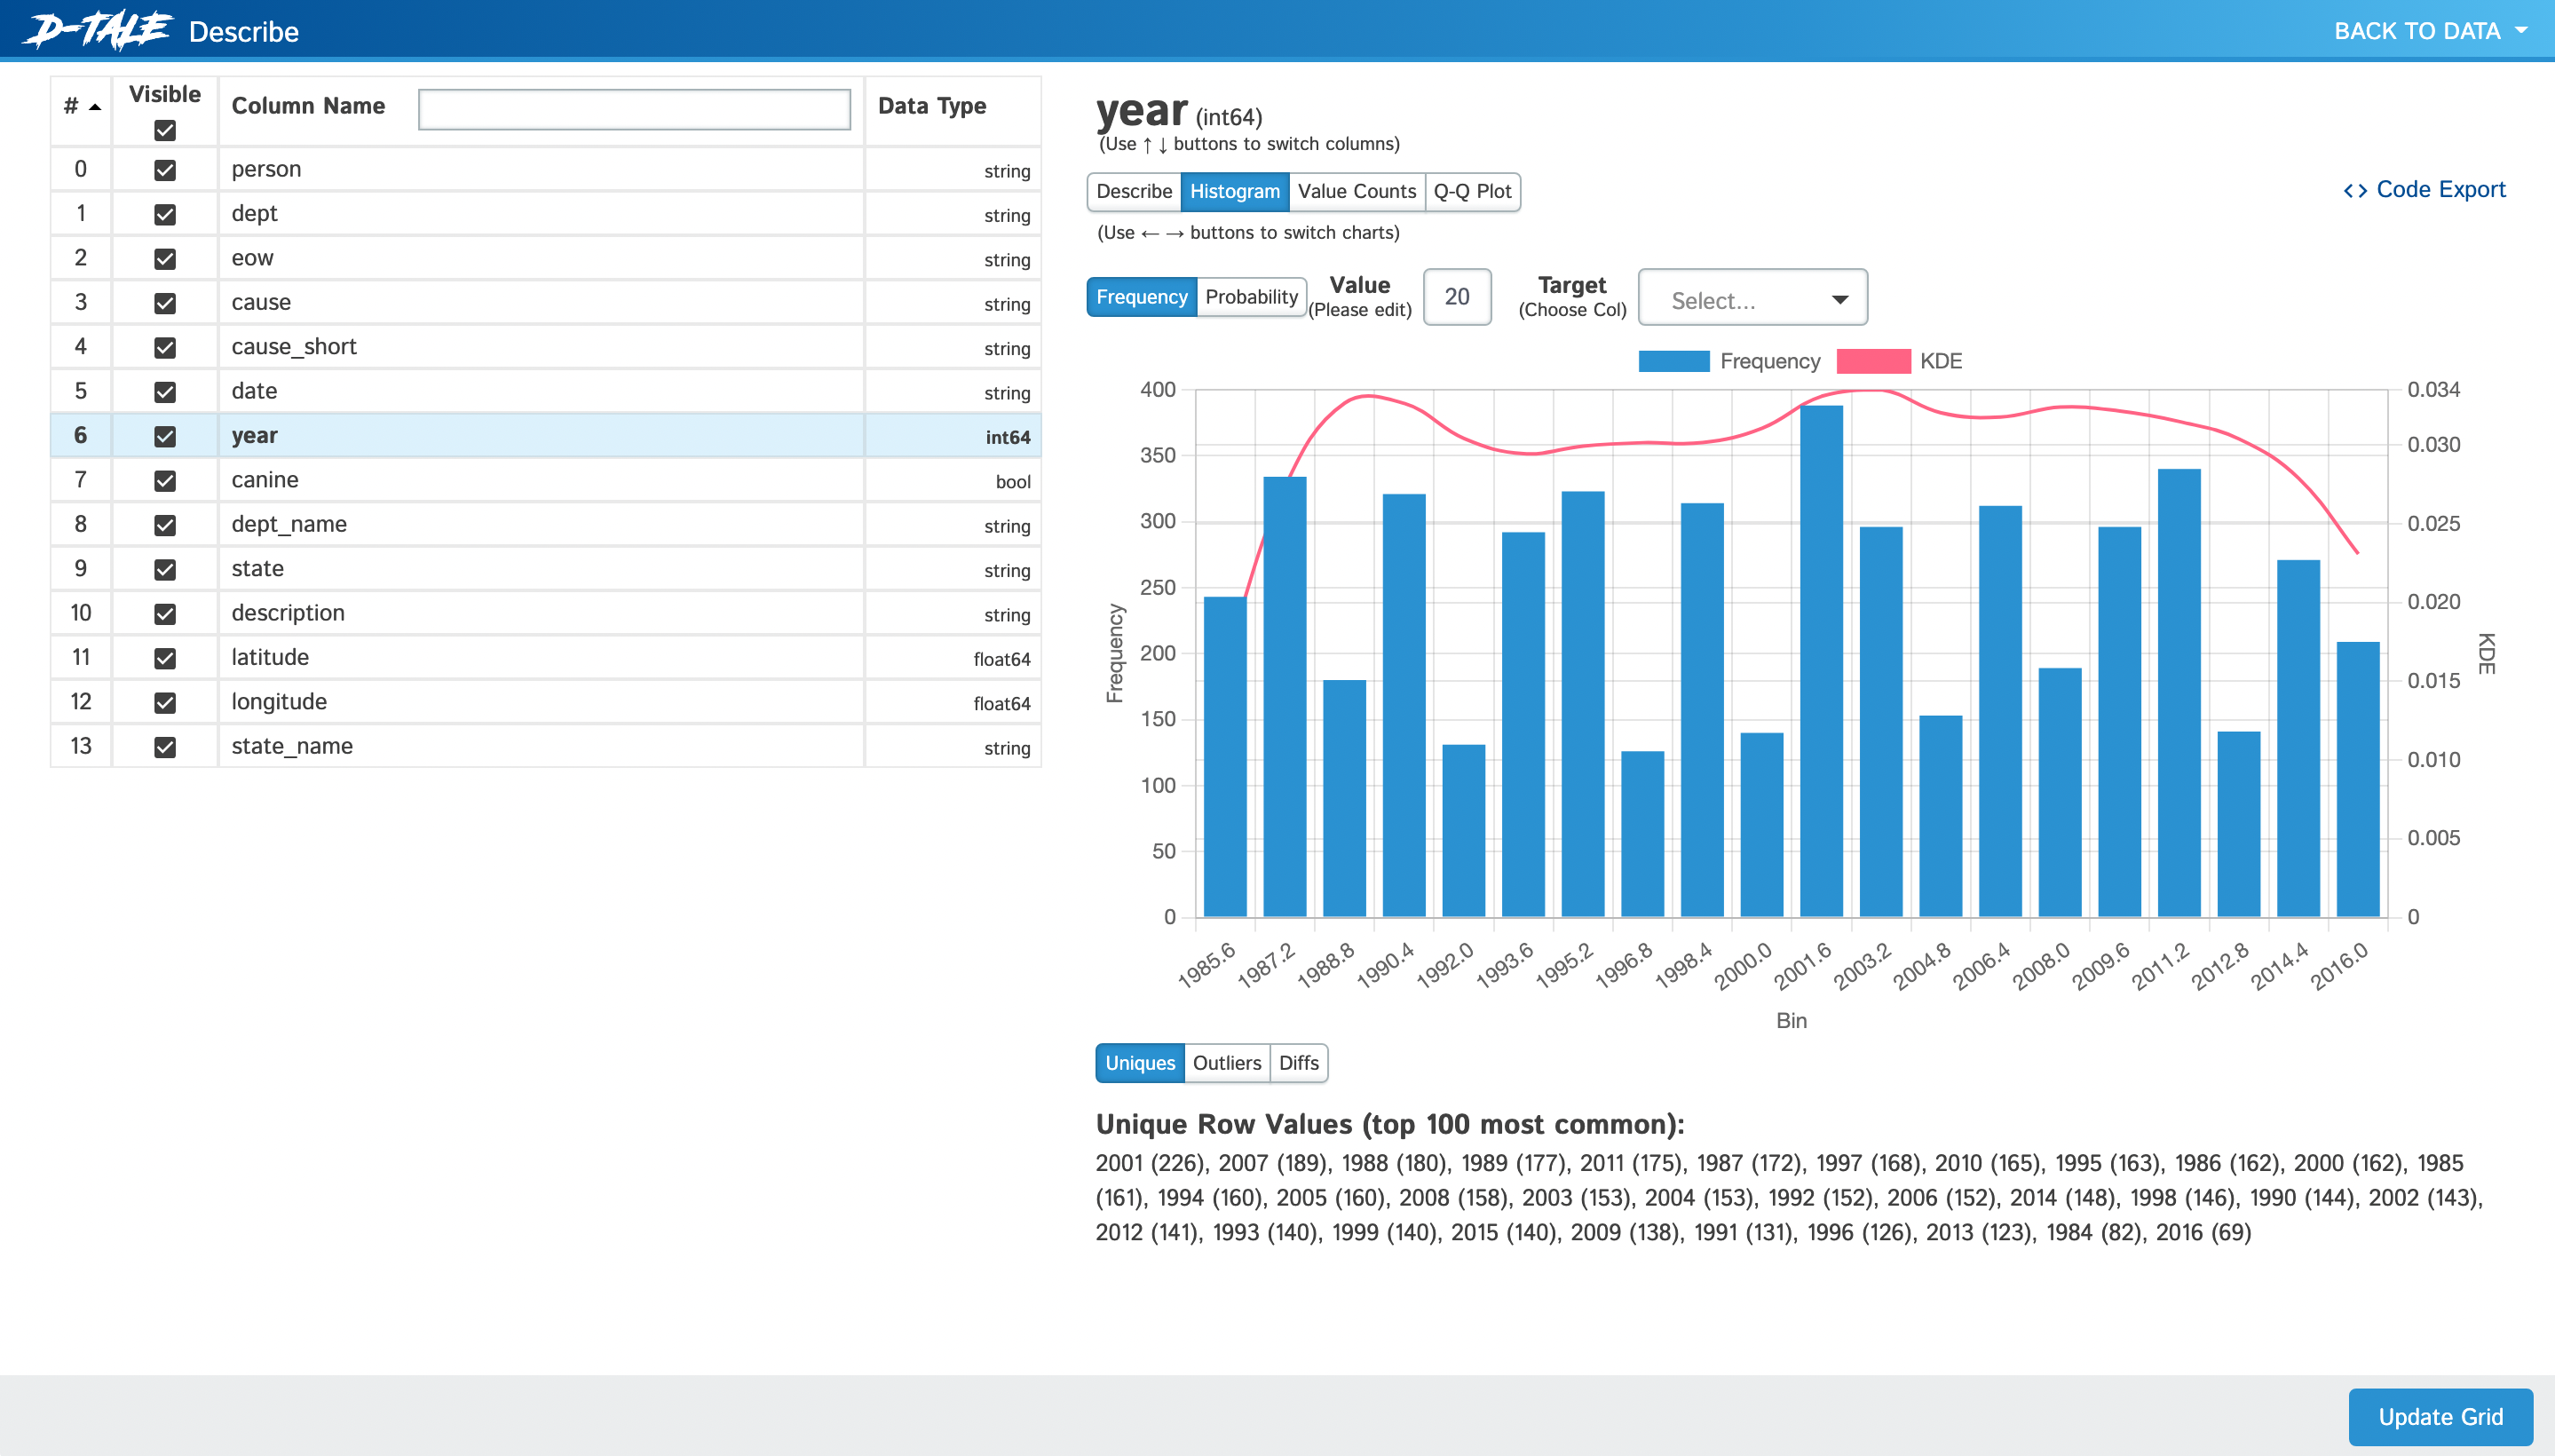 D-TALE Describe BACK TO DATA
# Visible Column Name Data Type
0 person string
1 dept string
2 eow string
3 cause string
4 cause_short string
5 date string
6 year int64
7 canine bool
8 dept_name string
9 state string
10 description string
11 latitude float64
12 longitude float64
13 state_name string
year (int64)
(Use ↑ ↓ buttons to switch columns)
Describe Histogram Value Counts Q-Q Plot
<> Code Export
(Use ← → buttons to switch charts)
Frequency Probability Value (Please edit) 20 Target (Choose Col) Select...
Frequency KDE
400
350
300
250
200
150
100
50
0
Frequency
0.034
0.030
0.025
0.020
0.015
0.010
0.005
0
KDE
1985.6 1987.2 1988.8 1990.4 1992.0 1993.6 1995.2 1996.8 1998.4 2000.0 2001.6 2003.2 2004.8 2006.4 2008.0 2009.6 2011.2 2012.8 2014.4 2016.0
Bin
Uniques Outliers Diffs
Unique Row Values (top 100 most common):
2001 (226), 2007 (189), 1988 (180), 1989 (177), 2011 (175), 1987 (172), 1997 (168), 2010 (165), 1995 (163), 1986 (162), 2000 (162), 1985
(161), 1994 (160), 2005 (160), 2008 (158), 2003 (153), 2004 (153), 1992 (152), 2006 (152), 2014 (148), 1998 (146), 1990 (144), 2002 (143),
2012 (141), 1993 (140), 1999 (140), 2015 (140), 2009 (138), 1991 (131), 1996 (126), 2013 (123), 1984 (82), 2016 (69)
Update Grid